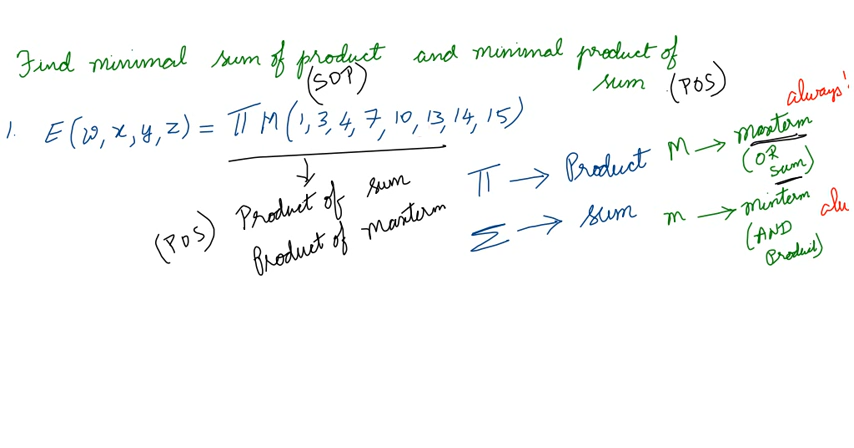 Find minimal sum of product and minimal product of
(SOP) sum (POS)
1. E(w, x, y, z) = ΠM(1, 3, 4, 7, 10, 13, 14, 15)
always!
Π → Product M → maxterm
(OR
sum)
Product of sum
(POS) Product of maxterm
Σ → sum m → minterm
(AND
Product)